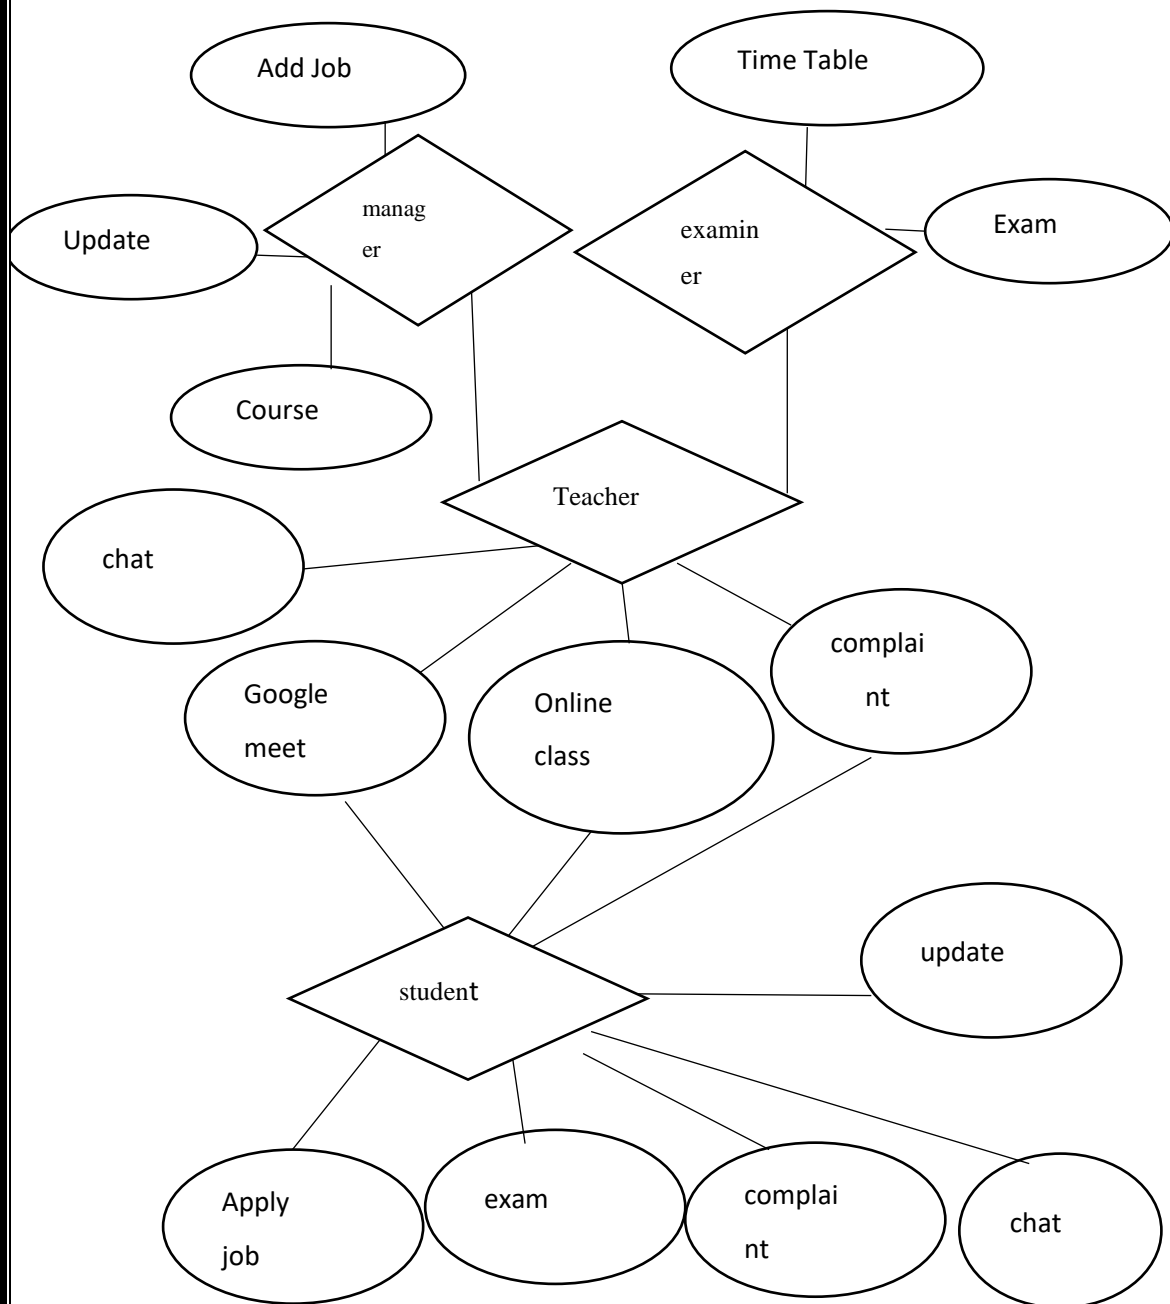 Add Job
Time Table
manag
er
Update
examin
er
Exam
Course
Teacher
chat
complai
nt
Google
meet
Online
class
update
student
Apply
job
exam
complai
nt
chat